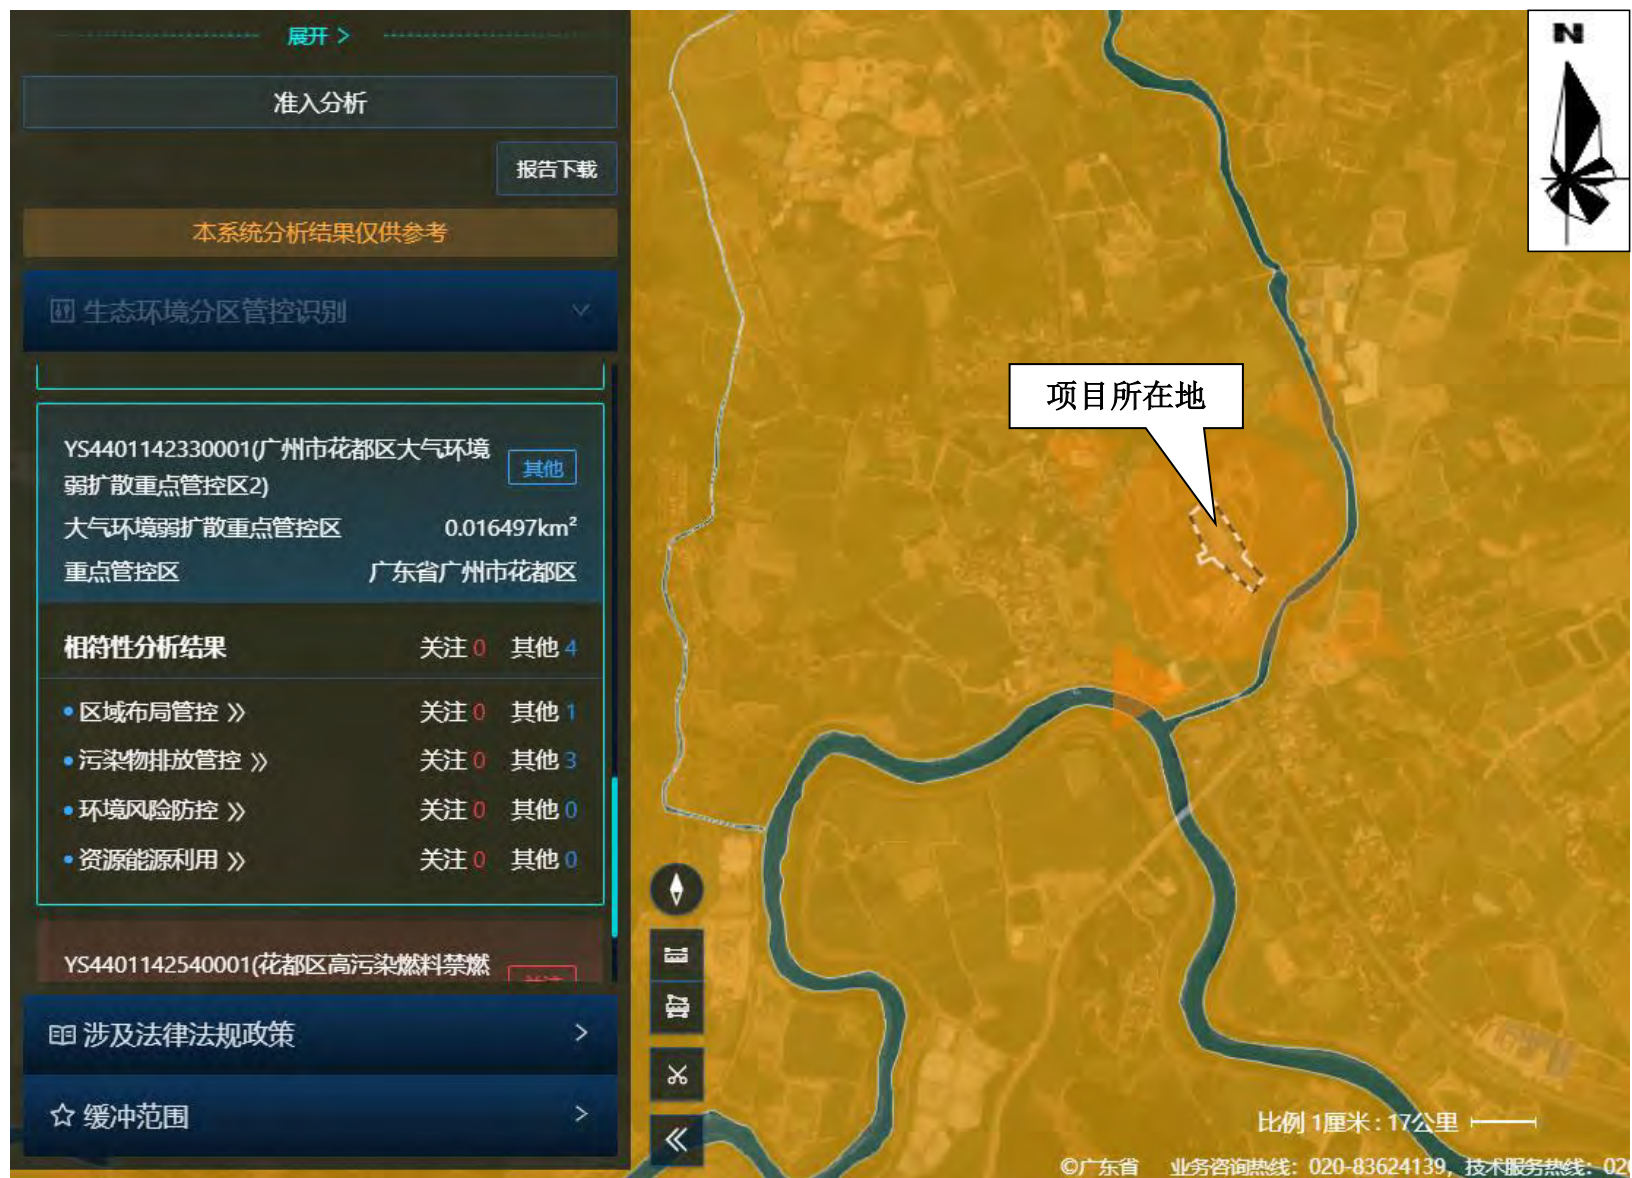 展开 >
准入分析
报告下载
本系统分析结果仅供参考
生态环境分区管控识别
YS4401142330001(广州市花都区大气环境
弱扩散重点管控区2)
其他
大气环境弱扩散重点管控区 0.016497km²
重点管控区 广东省广州市花都区
相符性分析结果 关注 0 其他 4
区域布局管控 » 关注 0 其他 1
污染物排放管控 » 关注 0 其他 3
环境风险防控 » 关注 0 其他 0
资源能源利用 » 关注 0 其他 0
YS4401142540001(花都区高污染燃料禁燃
涉及法律法规政策 >
缓冲范围 >
N
项目所在地
比例 1厘米 : 17公里
©广东省 业务咨询热线：020-83624139，技术服务热线：02